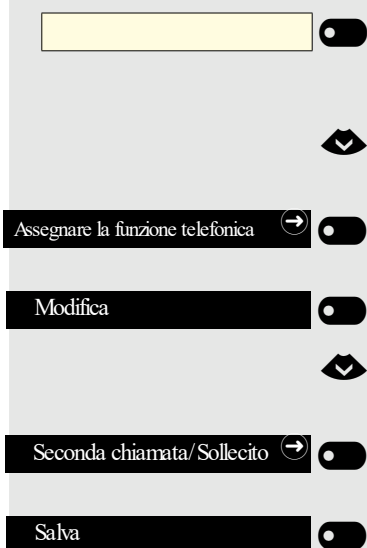 Assegnare la funzione telefonica
Modifica
Seconda chiamata/Sollecito
Salva